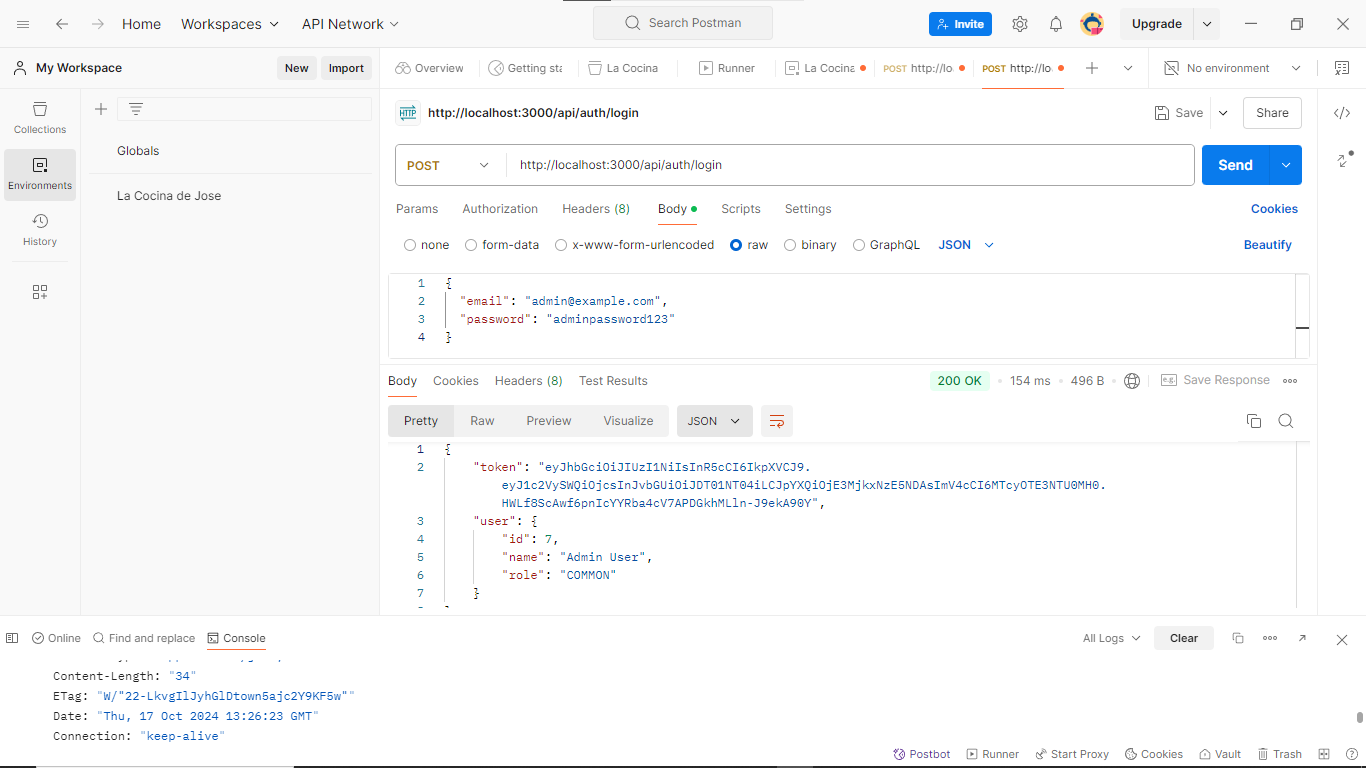 Home Workspaces API Network Search Postman Invite Upgrade
My Workspace New Import Overview Getting sta La Cocina Runner La Cocina POST http://lo POST http://lo No environment
Collections
Environments
History
Globals
La Cocina de Jose
HTTP http://localhost:3000/api/auth/login Save Share
POST http://localhost:3000/api/auth/login Send
Params Authorization Headers (8) Body Scripts Settings Cookies
none form-data x-www-form-urlencoded raw binary GraphQL JSON Beautify
1 {
2 "email": "admin@example.com",
3 "password": "adminpassword123"
4 }
Body Cookies Headers (8) Test Results 200 OK 154 ms 496 B e.g. Save Response
Pretty Raw Preview Visualize JSON
1 {
2 "token": "eyJhbGciOiJIUzI1NiIsInR5cCI6IkpXVCJ9.
eyJ1c2VySWQiOjcsInJvbGUiOiJDT01NT04iLCJpYXQiOjE3MjkxNzE5NDAsImV4cCI6MTcyOTE3NTU0MH0.
HWLf8ScAwf6pnIcYYRba4cV7APDGkhMLln-J9ekA90Y",
3 "user": {
4 "id": 7,
5 "name": "Admin User",
6 "role": "COMMON"
7 }
Online Find and replace Console All Logs Clear
Content-Length: "34"
ETag: "W/"22-LkvgIlJyhGlDtown5ajc2Y9KF5w""
Date: "Thu, 17 Oct 2024 13:26:23 GMT"
Connection: "keep-alive"
Postbot Runner Start Proxy Cookies Vault Trash